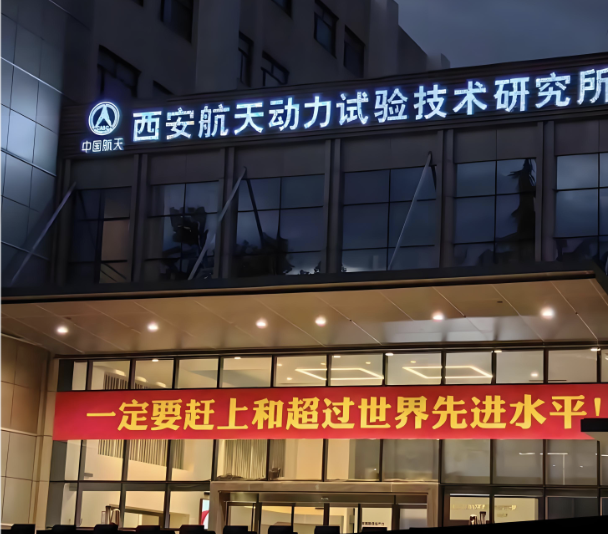 西安航天动力试验技术研究所
中国航天
一定要赶上和超过世界先进水平!